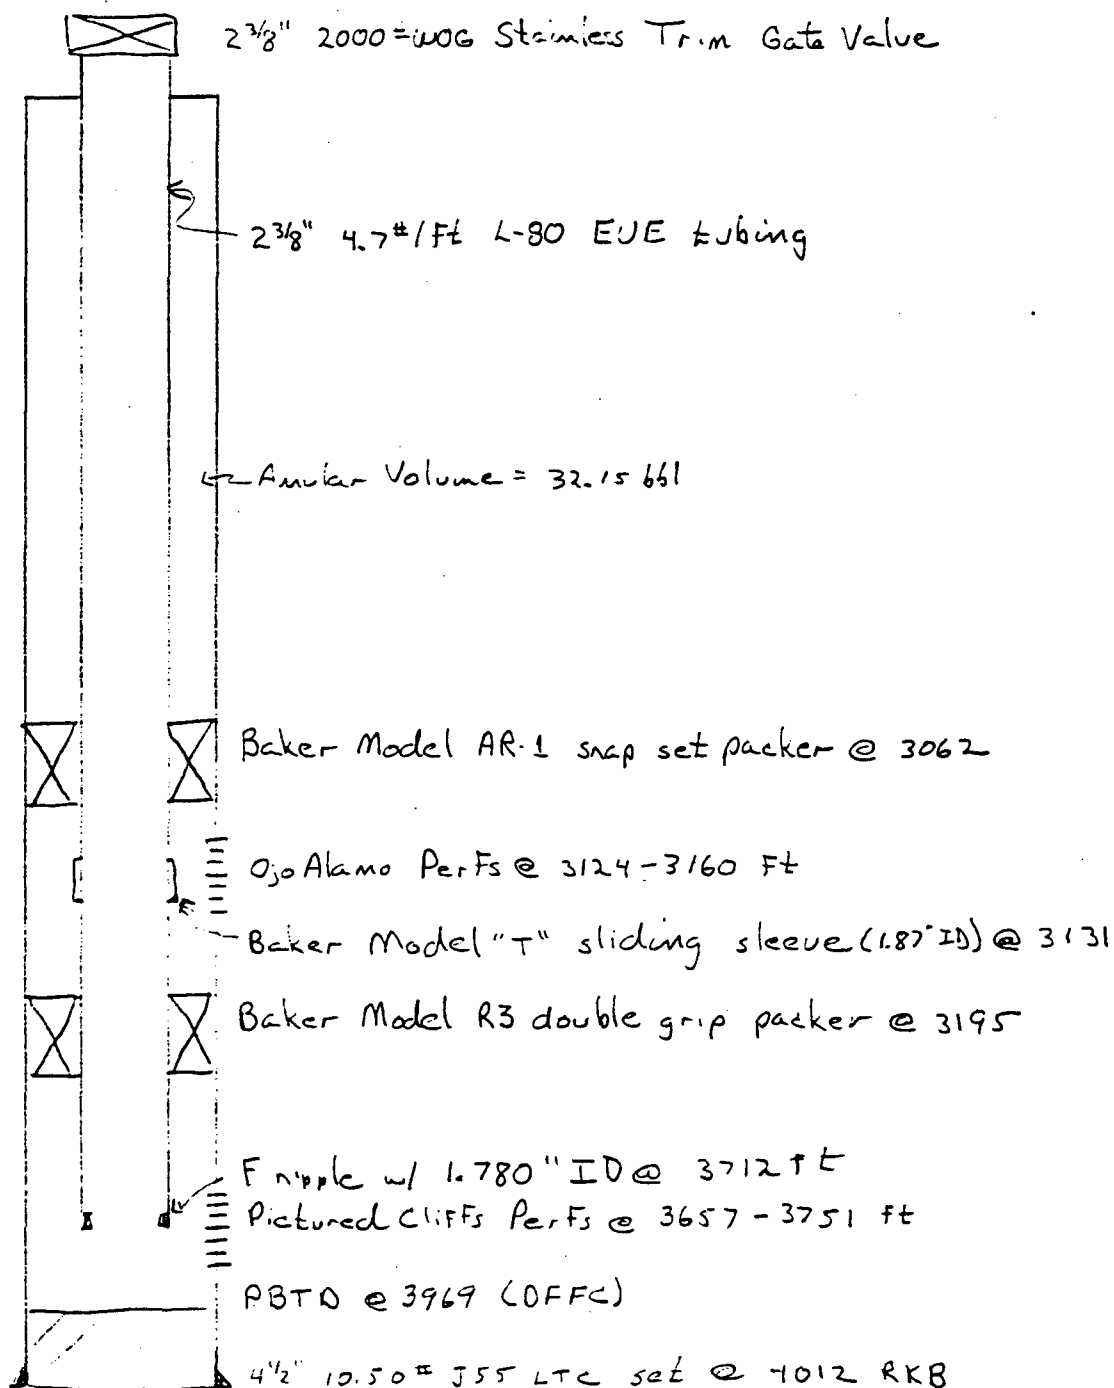 2 3/8" 2000# WOG Stainless Trim Gate Valve
2 3/8" 4.7#/Ft L-80 EUE tubing
Annular Volume = 32.15 bbl
Baker Model AR-1 snap set packer @ 3062
Ojo Alamo Perfs @ 3124-3160 Ft
Baker Model "T" sliding sleeve (1.87" ID) @ 3131
Baker Model R3 double grip packer @ 3195
F nipple w/ 1.780" ID @ 3712 ft
Pictured Cliffs Perfs @ 3657-3751 ft
PBTD @ 3969 (OFFC)
4 1/2" 10.50# J55 LTC set @ 4012 RKB